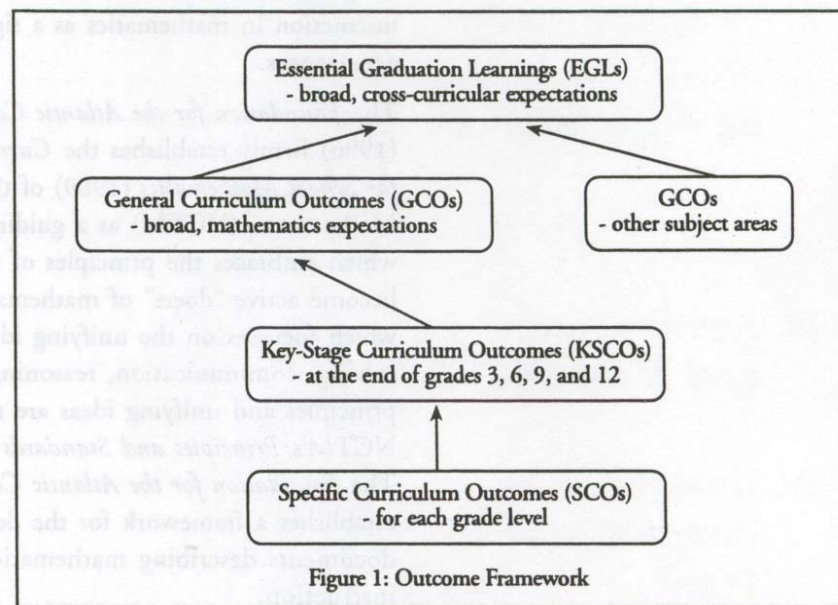 Essential Graduation Learnings (EGLs)
- broad, cross-curricular expectations
General Curriculum Outcomes (GCOs)
- broad, mathematics expectations
GCOs
- other subject areas
Key-Stage Curriculum Outcomes (KSCOs)
- at the end of grades 3, 6, 9, and 12
Specific Curriculum Outcomes (SCOs)
- for each grade level
Figure 1: Outcome Framework